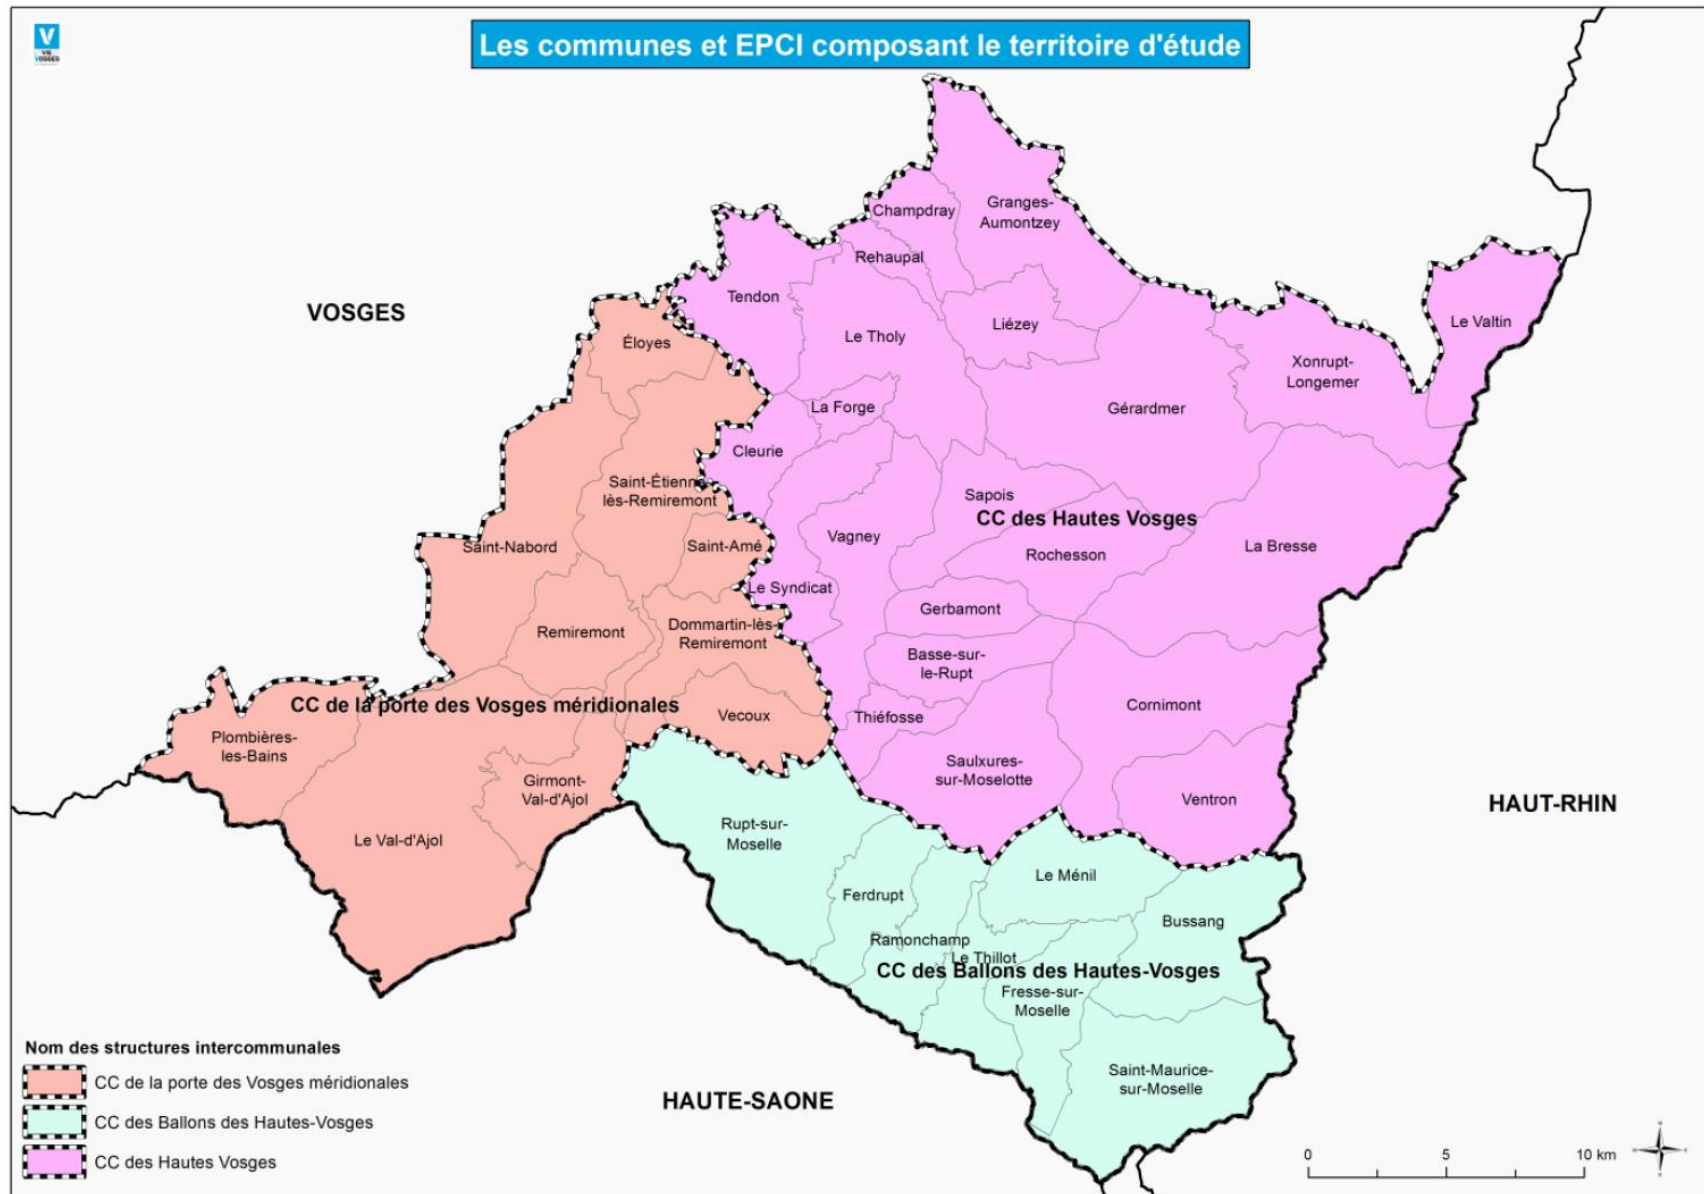 V
VIE
VOSGES
Les communes et EPCI composant le territoire d'étude
Champdray
Granges-
Aumontzey
Rehaupal
Tendon
VOSGES
Liézey
Le Valtin
Éloyes
Le Tholy
Xonrupt-
Longemer
La Forge
Gérardmer
Cleurie
Saint-Étienne
lès-Remiremont
Sapois
CC des Hautes Vosges
Vagney
Saint-Nabord
Saint-Amé
Rochesson
La Bresse
Le Syndicat
Gerbamont
Remiremont
Dommartin-lès-
Remiremont
Basse-sur-
le-Rupt
CC de la porte des Vosges méridionales
Vecoux
Thiéfosse
Cornimont
Plombières-
les-Bains
Saulxures-
sur-Moselotte
Girmont-
Val-d'Ajol
Ventron
HAUT-RHIN
Le Val-d'Ajol
Rupt-sur-
Moselle
Le Ménil
Ferdrupt
Bussang
Ramonchamp
Le Thillot
CC des Ballons des Hautes-Vosges
Fresse-sur-
Moselle
Saint-Maurice-
sur-Moselle
HAUTE-SAONE
Nom des structures intercommunales
CC de la porte des Vosges méridionales
CC des Ballons des Hautes-Vosges
CC des Hautes Vosges
0 5 10 km